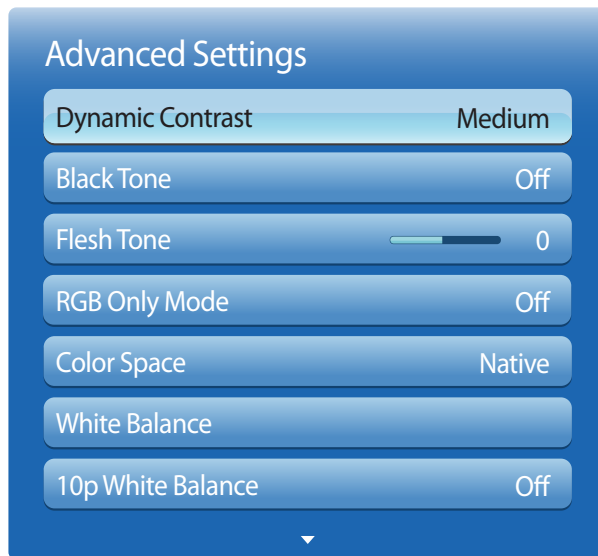 Advanced Settings
Dynamic Contrast Medium
Black Tone Off
Flesh Tone 0
RGB Only Mode Off
Color Space Native
White Balance
10p White Balance Off